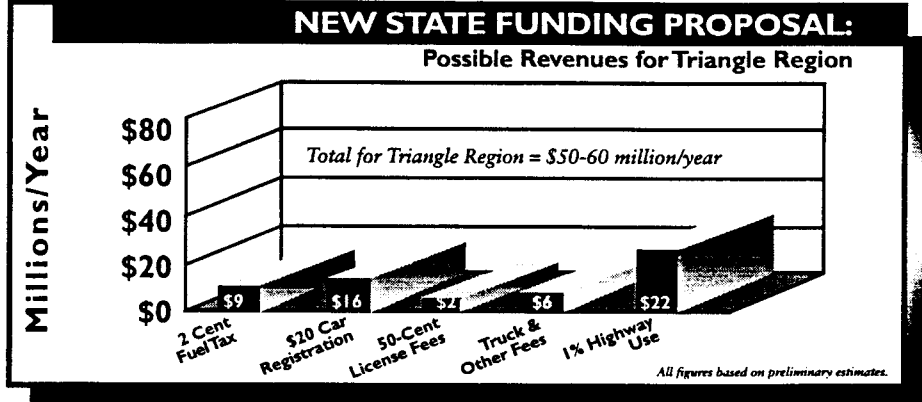 NEW STATE FUNDING PROPOSAL:
Possible Revenues for Triangle Region
Millions/Year
$80
$60
$40
$20
$0
Total for Triangle Region = $50-60 million/year
$9
$16
$2
$6
$22
2 Cent
Fuel Tax
$20 Car
Registration
50-Cent
License Fees
Truck &
Other Fees
1% Highway
Use
All figures based on preliminary estimates.